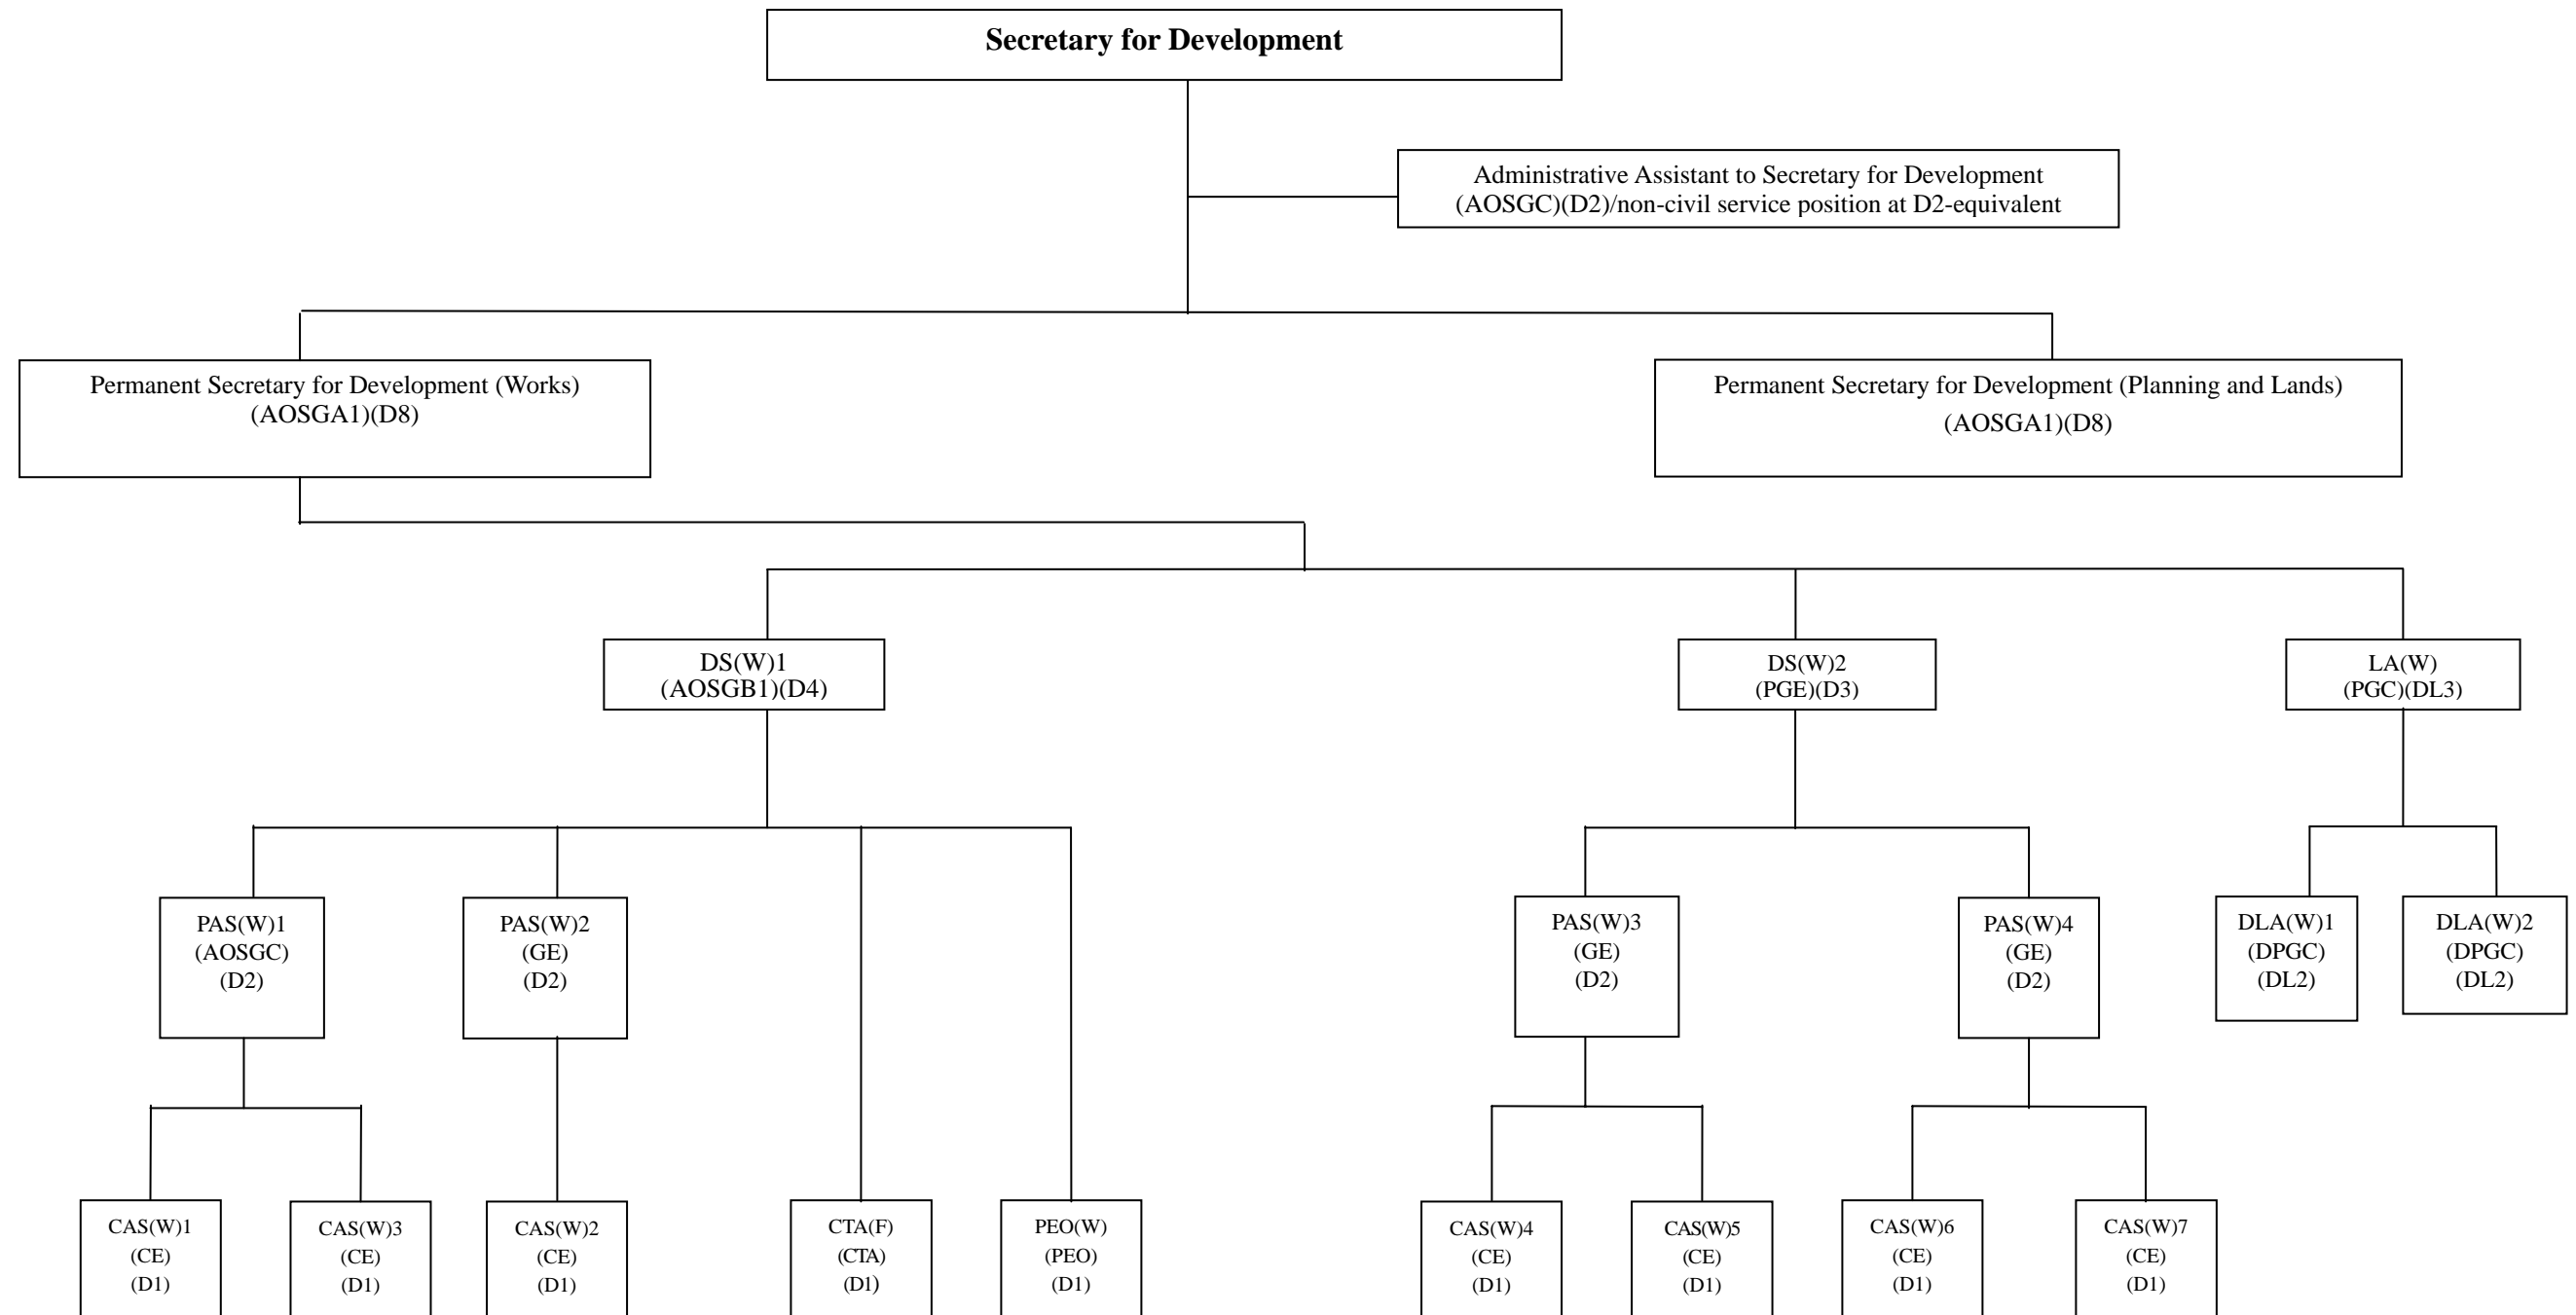 Secretary for Development
Administrative Assistant to Secretary for Development
(AOSGC)(D2)/non-civil service position at D2-equivalent
Permanent Secretary for Development (Works)
(AOSGA1)(D8)
Permanent Secretary for Development (Planning and Lands)
(AOSGA1)(D8)
DS(W)1
(AOSGB1)(D4)
DS(W)2
(PGE)(D3)
LA(W)
(PGC)(DL3)
PAS(W)1
(AOSGC)
(D2)
PAS(W)2
(GE)
(D2)
PAS(W)3
(GE)
(D2)
PAS(W)4
(GE)
(D2)
DLA(W)1
(DPGC)
(DL2)
DLA(W)2
(DPGC)
(DL2)
CAS(W)1
(CE)
(D1)
CAS(W)3
(CE)
(D1)
CAS(W)2
(CE)
(D1)
CTA(F)
(CTA)
(D1)
PEO(W)
(PEO)
(D1)
CAS(W)4
(CE)
(D1)
CAS(W)5
(CE)
(D1)
CAS(W)6
(CE)
(D1)
CAS(W)7
(CE)
(D1)